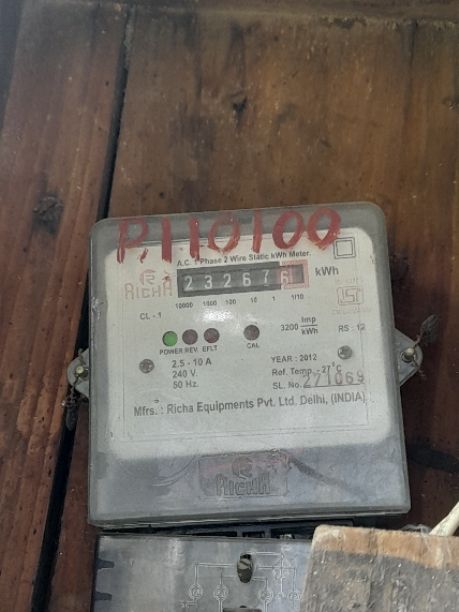 P110100
A.C. 1 Phase 2 Wire Static kWh Meter.
RICHA
232676 kWh
10000 1000 100 10 1 1/10
CL - 1
3200 Imp/kWh
RS : 12
POWER REV. EFLT CAL
2.5 - 10 A
YEAR : 2012
240 V.
Ref. Temp. - 27°C
50 Hz.
SL. No. 271069
Mfrs. : Richa Equipments Pvt. Ltd. Delhi, (INDIA)
RICHA